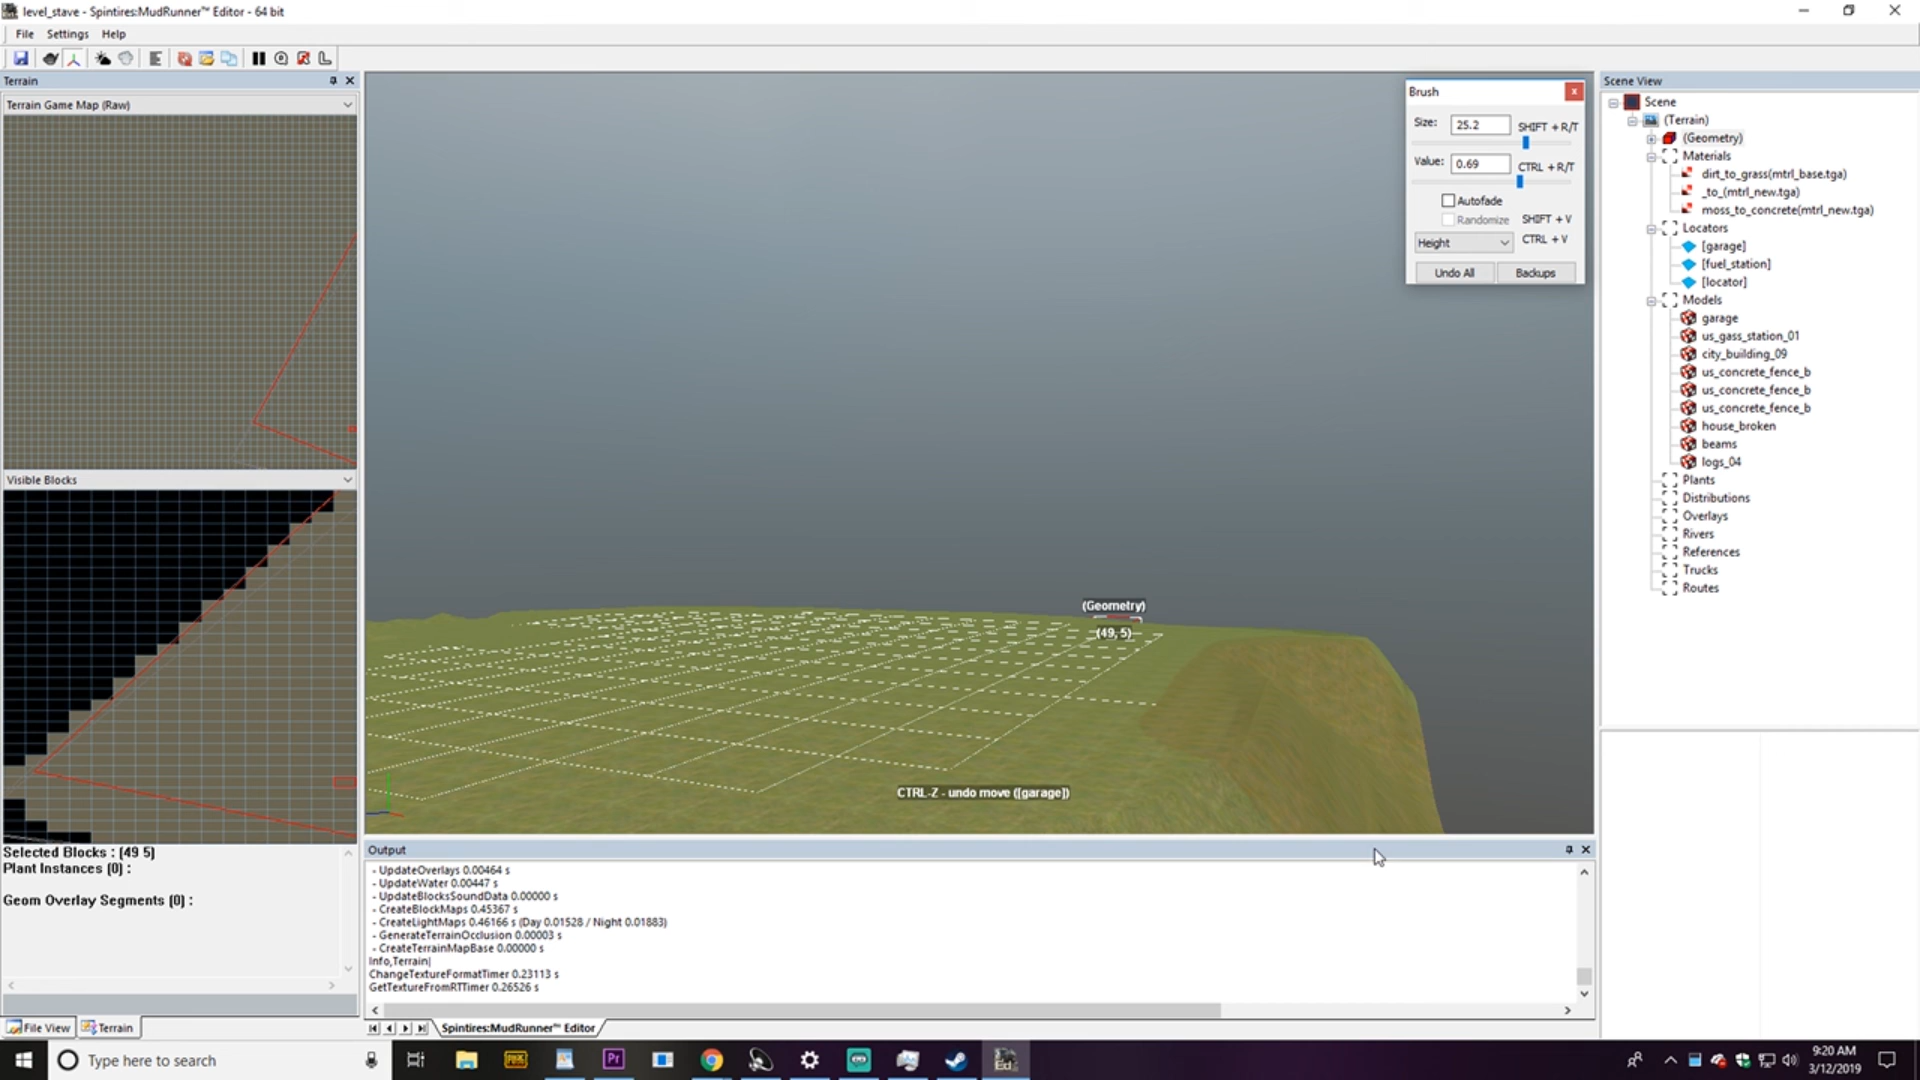 level_stave - Spintires:MudRunner™ Editor - 64 bit
File Settings Help
Terrain
Terrain Game Map (Raw)
Visible Blocks
Selected Blocks : (49 5)
Plant Instances (0) :
Geom Overlay Segments (0) :
File View
Terrain
Brush
x
Size: 25.2 SHIFT + R/T
Value: 0.69 CTRL + R/T
Autofade
Randomize SHIFT + V
Height CTRL + V
Undo All Backups
(Geometry)
(49, 5)
CTRL-Z - undo move ([garage])
Output
- UpdateOverlays 0.00464 s
- UpdateWater 0.00447 s
- UpdateBlocksSoundData 0.00000 s
- CreateBlockMaps 0.45367 s
- CreateLightMaps 0.46166 s (Day 0.01528 / Night 0.01883)
- GenerateTerrainOcclusion 0.00003 s
- CreateTerrainMapBase 0.00000 s
Info,Terrain|
ChangeTextureFormatTimer 0.23113 s
GetTextureFromRTTimer 0.26526 s
Spintires:MudRunner™ Editor
Scene View
Scene
(Terrain)
(Geometry)
Materials
dirt_to_grass(mtrl_base.tga)
_to_(mtrl_new.tga)
moss_to_concrete(mtrl_new.tga)
Locators
[garage]
[fuel_station]
[locator]
Models
garage
us_gass_station_01
city_building_09
us_concrete_fence_b
us_concrete_fence_b
us_concrete_fence_b
house_broken
beams
logs_04
Plants
Distributions
Overlays
Rivers
References
Trucks
Routes
Type here to search
Pr
Ed
9:20 AM
3/12/2019